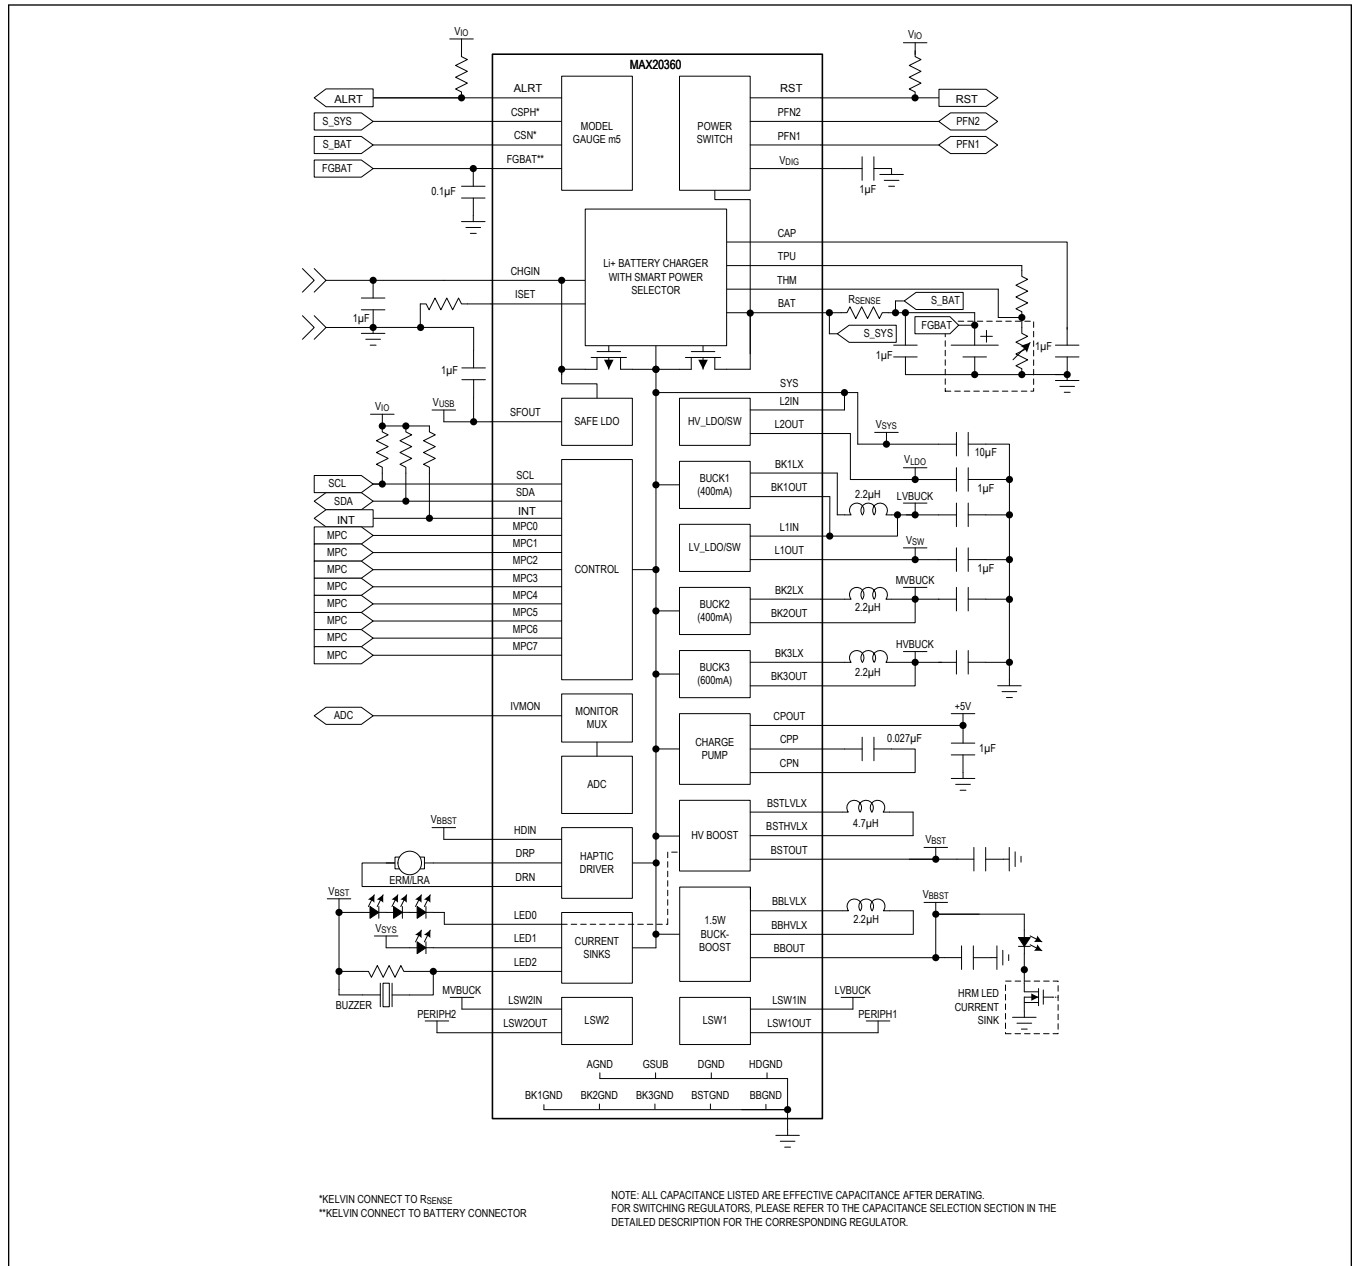 MAX20360
VIO
ALRT
ALRT
S_SYS
CSPH*
S_BAT
CSN*
FGBAT
FGBAT**
0.1µF
MODEL
GAUGE m5
POWER
SWITCH
VIO
RST
RST
PFN2
PFN2
PFN1
PFN1
VDIG
1µF
CHGIN
ISET
1µF
Li+ BATTERY CHARGER
WITH SMART POWER
SELECTOR
CAP
TPU
THM
BAT
RSENSE
S_BAT
S_SYS
FGBAT
+
1µF
1µF
1µF
VUSB
SFOUT
SAFE LDO
SYS
L2IN
L2OUT
HV_LDO/SW
VSYS
10µF
VLDO
1µF
VIO
SCL
SCL
SDA
SDA
INT
INT
MPC
MPC0
MPC
MPC1
MPC
MPC2
MPC
MPC3
MPC
MPC4
MPC
MPC5
MPC
MPC6
MPC
MPC7
CONTROL
BUCK1
(400mA)
BK1LX
BK1OUT
2.2µH
LVBUCK
LV_LDO/SW
L1IN
L1OUT
VSW
1µF
BUCK2
(400mA)
BK2LX
BK2OUT
2.2µH
MVBUCK
BUCK3
(600mA)
BK3LX
BK3OUT
2.2µH
HVBUCK
ADC
IVMON
MONITOR
MUX
ADC
CHARGE
PUMP
CPOUT
CPP
CPN
0.027µF
+5V
1µF
VBBST
HDIN
DRP
DRN
ERM/LRA
HAPTIC
DRIVER
HV BOOST
BSTLVLX
BSTHVLX
BSTOUT
4.7µH
VBST
VBST
LED0
VSYS
LED1
LED2
BUZZER
CURRENT
SINKS
1.5W
BUCK-
BOOST
BBLVLX
BBHVLX
BBOUT
2.2µH
VBBST
HRM LED
CURRENT
SINK
MVBUCK
LSW2IN
PERIPH2
LSW2OUT
LSW2
LSW1
LSW1IN
LSW1OUT
LVBUCK
PERIPH1
AGND
GSUB
DGND
HDGND
BK1GND
BK2GND
BK3GND
BSTGND
BBGND
*KELVIN CONNECT TO RSENSE
**KELVIN CONNECT TO BATTERY CONNECTOR
NOTE: ALL CAPACITANCE LISTED ARE EFFECTIVE CAPACITANCE AFTER DERATING.
FOR SWITCHING REGULATORS, PLEASE REFER TO THE CAPACITANCE SELECTION SECTION IN THE
DETAILED DESCRIPTION FOR THE CORRESPONDING REGULATOR.